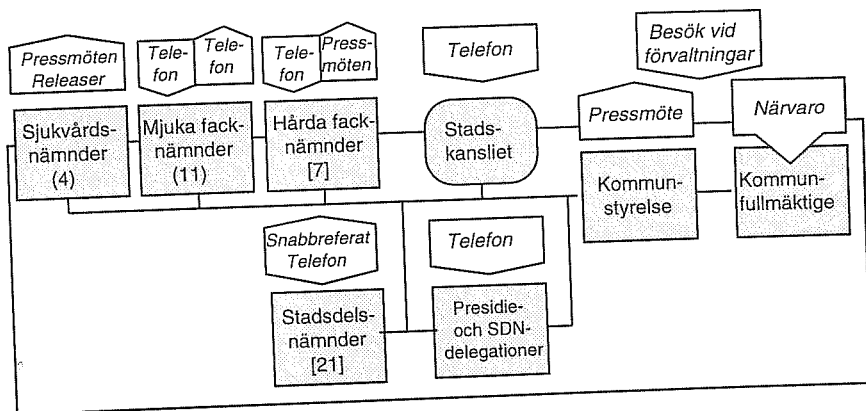 Pressmöten
Releaser
Tele-
fon
Tele-
fon
Tele-
fon
Press-
möten
Telefon
Besök vid
förvaltningar
Pressmöte
Närvaro
Sjukvårds-
nämnder
(4)
Mjuka fack-
nämnder
(11)
Hårda fack-
nämnder
[7]
Stads-
kansliet
Kommun-
styrelse
Kommun-
fullmäktige
Snabbreferat
Telefon
Telefon
Stadsdels-
nämnder
[21]
Presidie-
och SDN-
delegationer